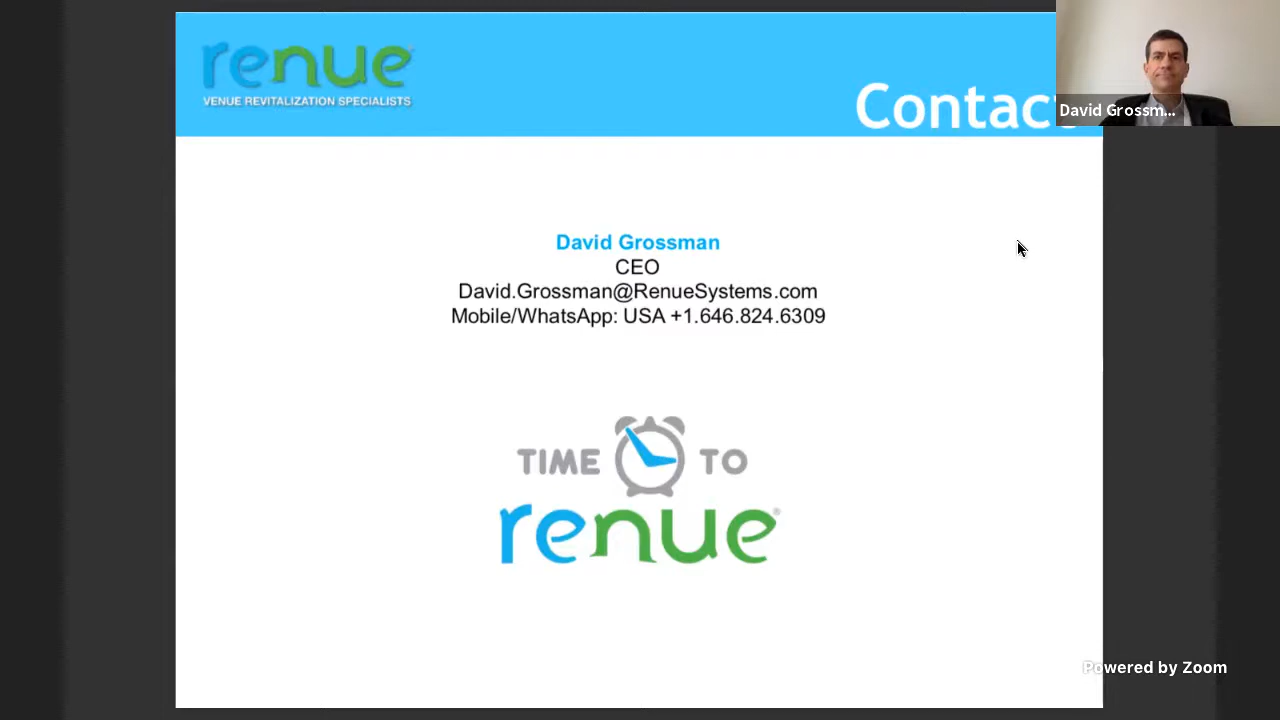 renue
VENUE REVITALIZATION SPECIALISTS
Contact
David Grossm...
David Grossman
CEO
David.Grossman@RenueSystems.com
Mobile/WhatsApp: USA +1.646.824.6309
TIME TO
renue®
Powered by Zoom